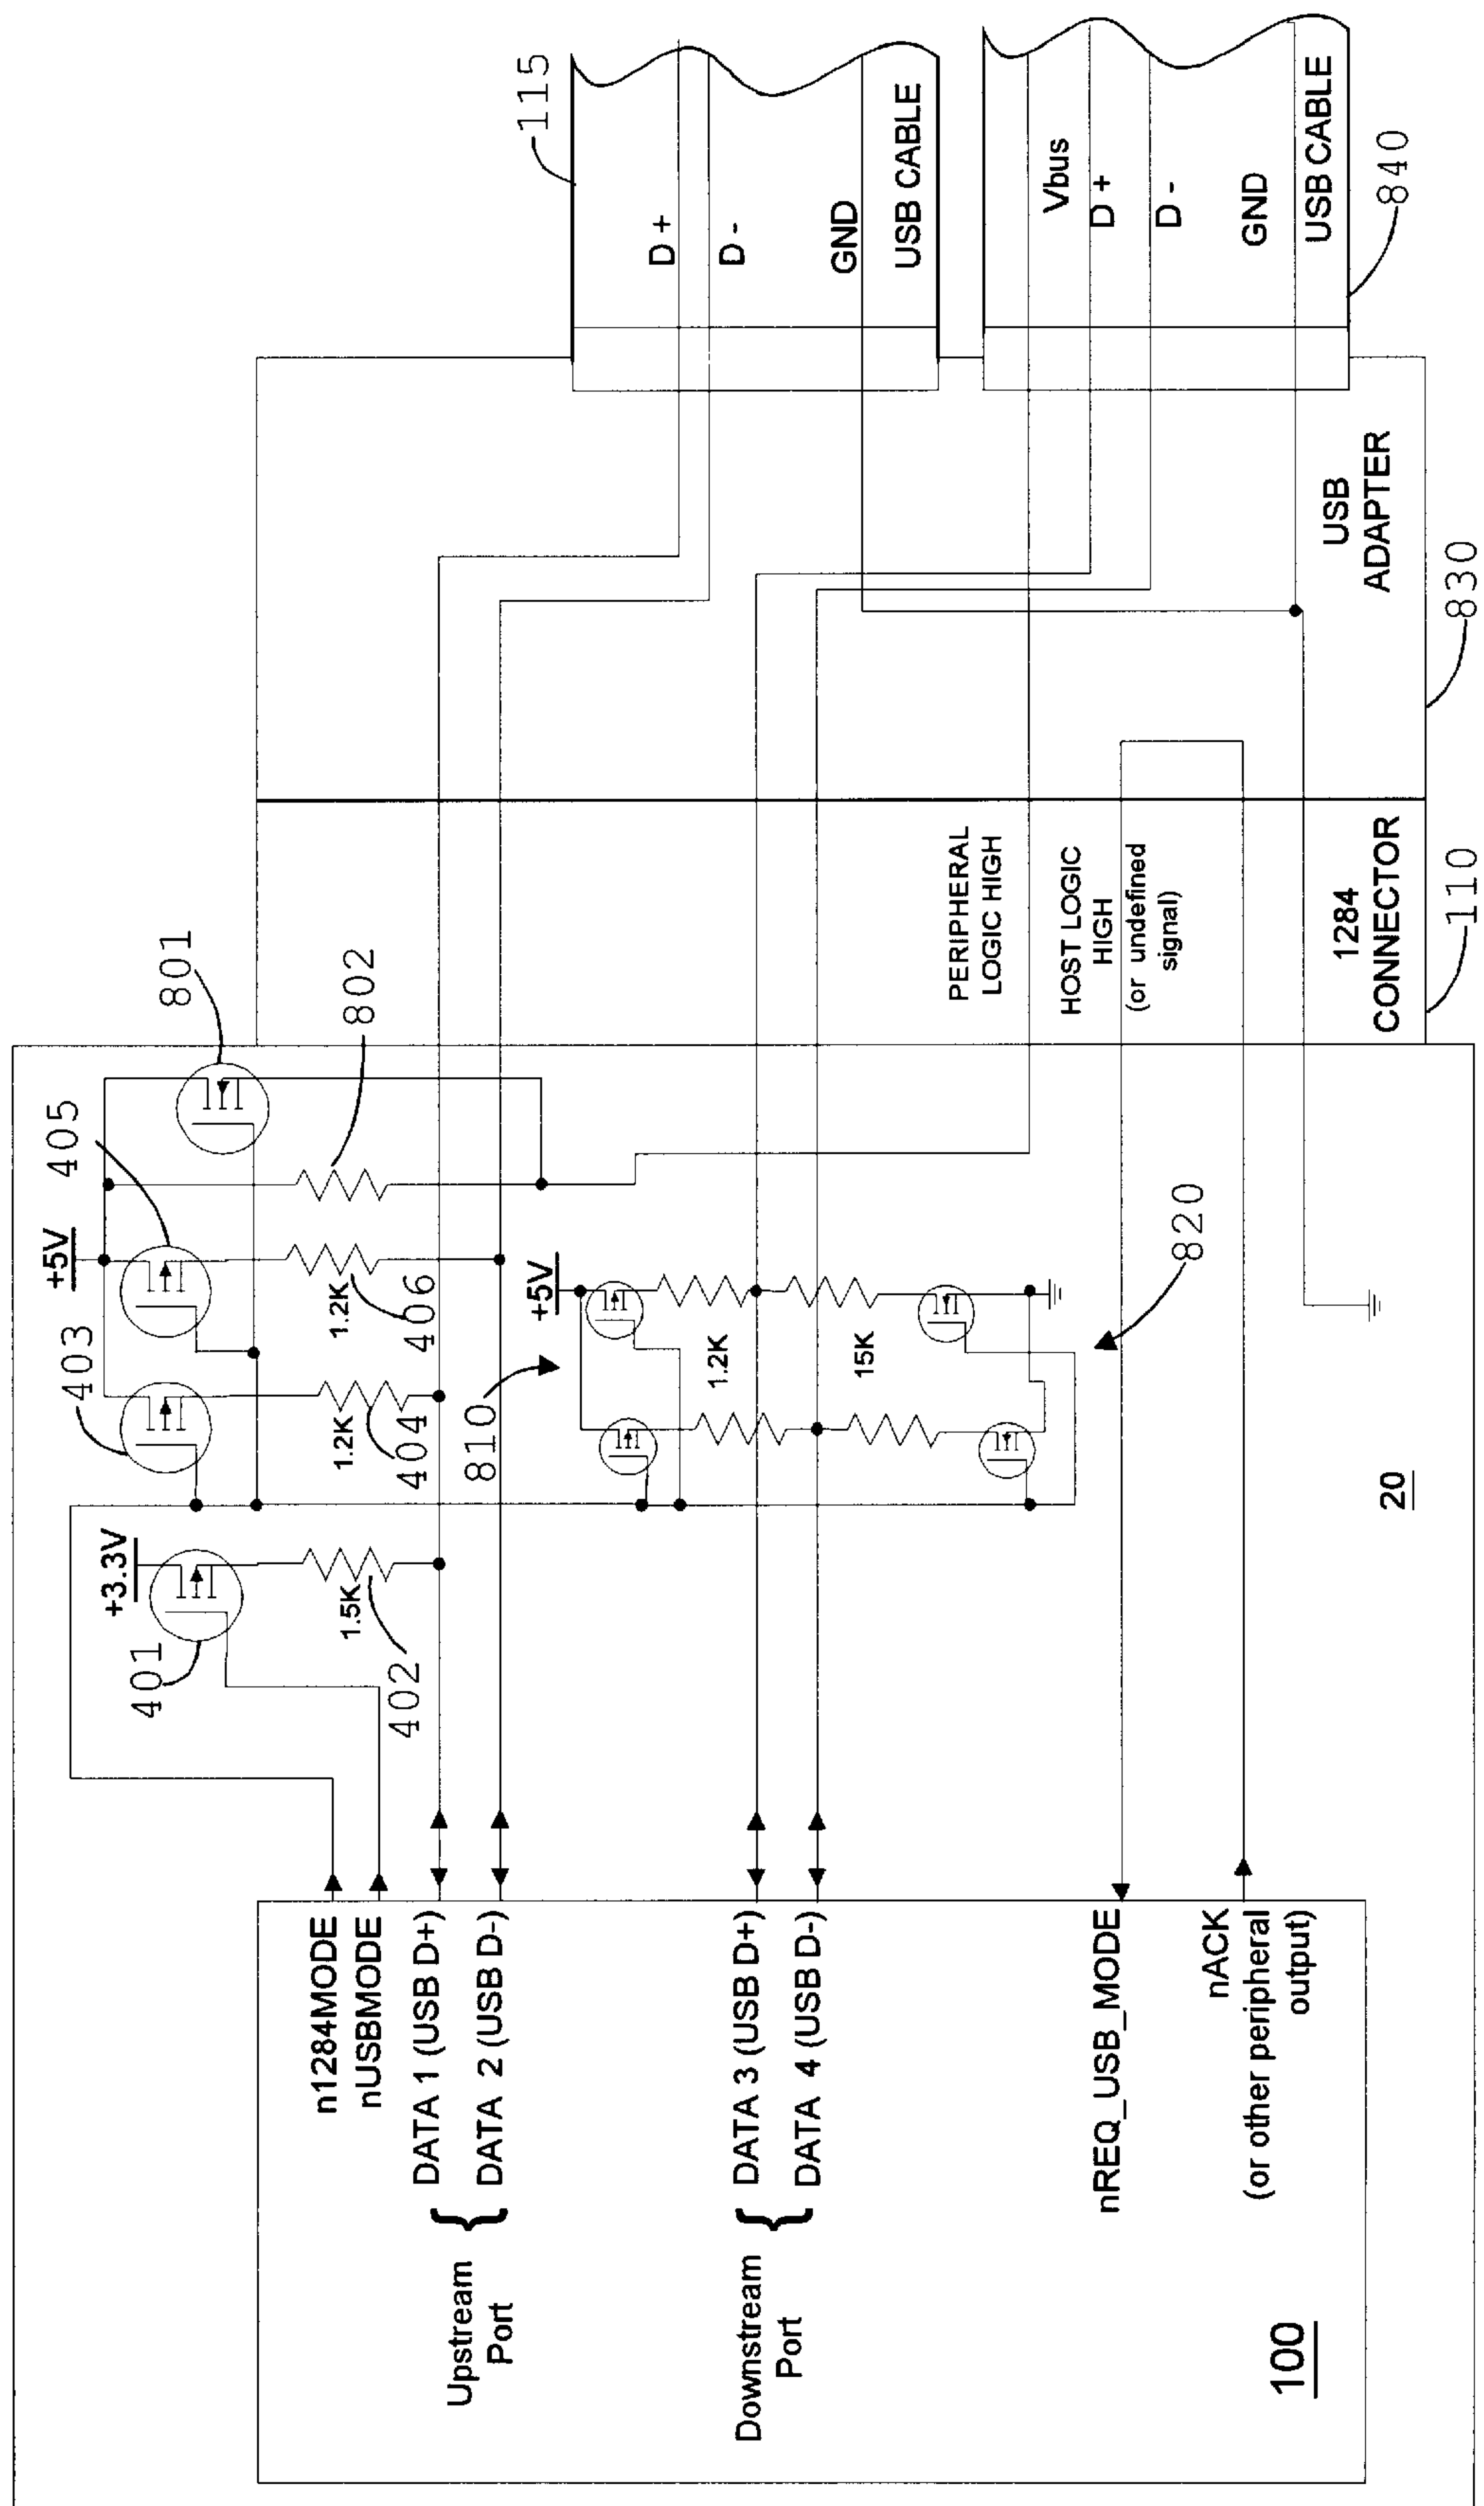 n1284MODE
nUSBMODE
DATA 1 (USB D+)
DATA 2 (USB D-)
Upstream
Port
DATA 3 (USB D+)
DATA 4 (USB D-)
Downstream
Port
nREQ_USB_MODE
nACK
(or other peripheral
output)
100
401
+3.3V
1.5K
402
403
+5V
405
1.2K
404
1.2K
406
801
802
810
+5V
1.2K
15K
820
20
PERIPHERAL
LOGIC HIGH
HOST LOGIC
HIGH
(or undefined
signal)
1284
CONNECTOR
110
USB
ADAPTER
830
115
D+
D-
GND
USB CABLE
Vbus
D+
D-
GND
USB CABLE
840